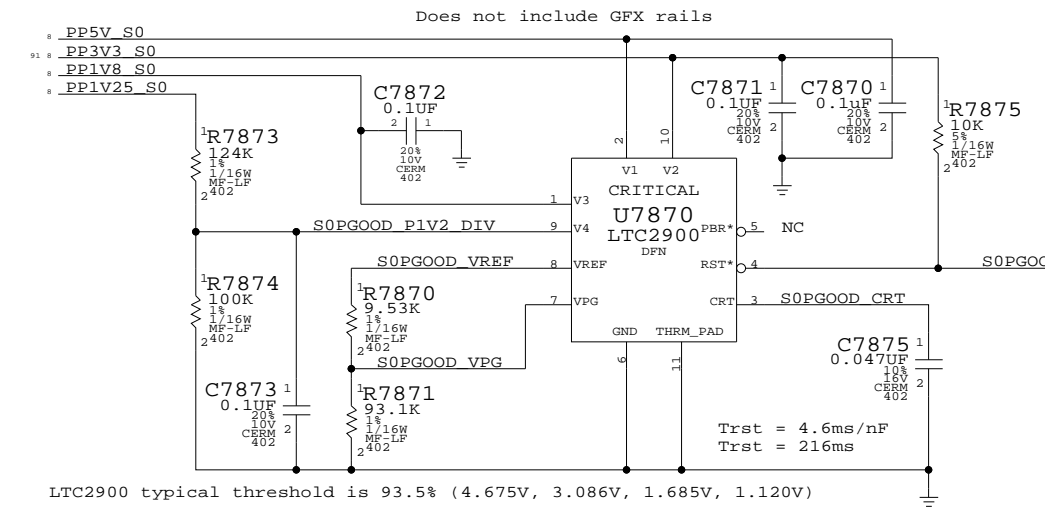 Does not include GFX rails
8 PP5V_S0
91 8 PP3V3_S0
8 PP1V8_S0
8 PP1V25_S0
C7872
0.1UF
2 1
20%
10V
CERM
402
C7871
0.1UF
20%
10V
CERM
402
1
2
C7870
0.1uF
20%
10V
CERM
402
1
2
1
R7875
10K
5%
1/16W
MF-LF
402
2
1
R7873
124K
1%
1/16W
MF-LF
402
2
2
10
V1 V2
CRITICAL
U7870
LTC2900
DFN
1 V3
9 V4
8 VREF
7 VPG
PBR* 5 NC
RST* 4
CRT 3
GND THRM_PAD
6
11
S0PGOOD_P1V2_DIV
S0PGOOD_VREF
S0PGOOD_VPG
S0PGOO
S0PGOOD_CRT
1
R7874
100K
1%
1/16W
MF-LF
402
2
1
R7870
9.53K
1%
1/16W
MF-LF
402
2
1
R7871
93.1K
1%
1/16W
MF-LF
402
2
C7873
0.1UF
20%
10V
CERM
402
1
2
C7875
0.047UF
10%
16V
CERM
402
1
2
Trst = 4.6ms/nF
Trst = 216ms
LTC2900 typical threshold is 93.5% (4.675V, 3.086V, 1.685V, 1.120V)